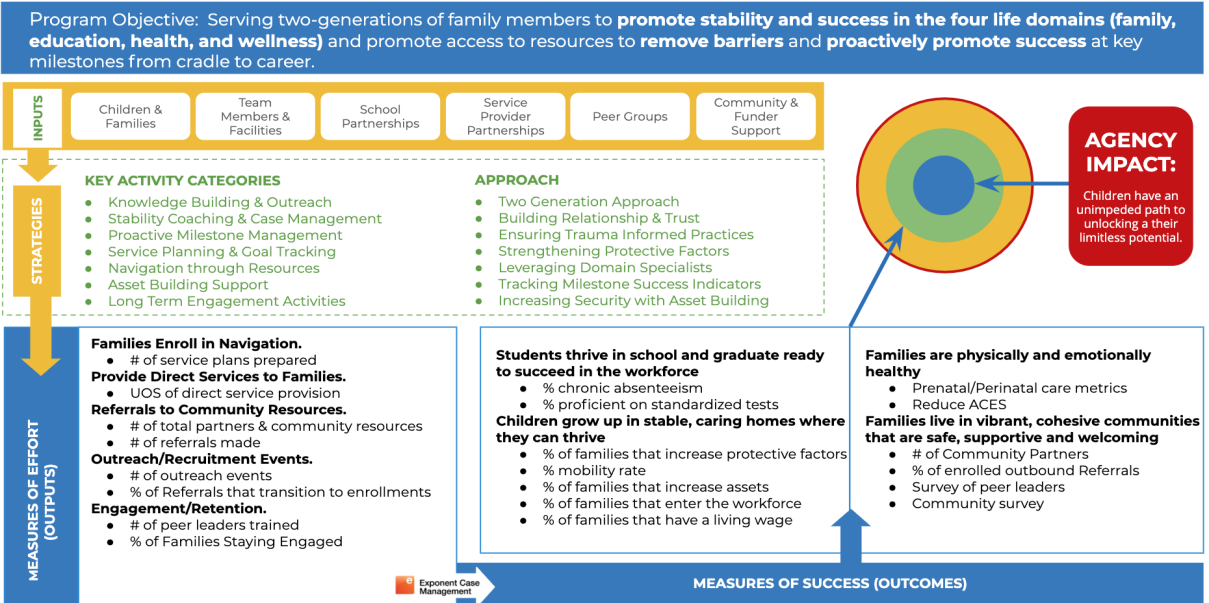 Program Objective: Serving two-generations of family members to promote stability and success in the four life domains (family,
education, health, and wellness) and promote access to resources to remove barriers and proactively promote success at key
milestones from cradle to career.
INPUTS
Children &
Families
Team
Members &
Facilities
School
Partnerships
Service
Provider
Partnerships
Peer Groups
Community &
Funder
Support
AGENCY
IMPACT:
Children have an
unimpeded path to
unlocking a their
limitless potential.
STRATEGIES
KEY ACTIVITY CATEGORIES
● Knowledge Building & Outreach
● Stability Coaching & Case Management
● Proactive Milestone Management
● Service Planning & Goal Tracking
● Navigation through Resources
● Asset Building Support
● Long Term Engagement Activities
APPROACH
● Two Generation Approach
● Building Relationship & Trust
● Ensuring Trauma Informed Practices
● Strengthening Protective Factors
● Leveraging Domain Specialists
● Tracking Milestone Success Indicators
● Increasing Security with Asset Building
MEASURES OF EFFORT
(OUTPUTS)
Families Enroll in Navigation.
● # of service plans prepared
Provide Direct Services to Families.
● UOS of direct service provision
Referrals to Community Resources.
● # of total partners & community resources
● # of referrals made
Outreach/Recruitment Events.
● # of outreach events
● % of Referrals that transition to enrollments
Engagement/Retention.
● # of peer leaders trained
● % of Families Staying Engaged
Students thrive in school and graduate ready
to succeed in the workforce
● % chronic absenteeism
● % proficient on standardized tests
Children grow up in stable, caring homes where
they can thrive
● % of families that increase protective factors
● % mobility rate
● % of families that increase assets
● % of families that enter the workforce
● % of families that have a living wage
Families are physically and emotionally
healthy
● Prenatal/Perinatal care metrics
● Reduce ACES
Families live in vibrant, cohesive communities
that are safe, supportive and welcoming
● # of Community Partners
● % of enrolled outbound Referrals
● Survey of peer leaders
● Community survey
e
Exponent Case
Management
MEASURES OF SUCCESS (OUTCOMES)